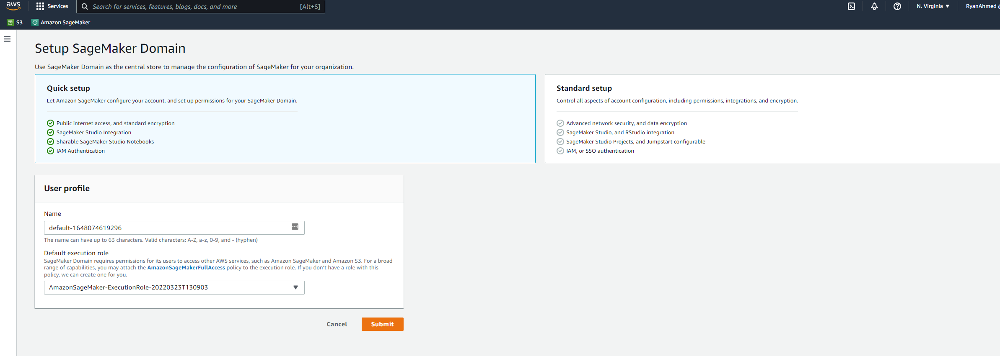 aws
Services
Search for services, features, blogs, docs, and more
[Alt+S]
N. Virginia
RyanAhmed
S3
Amazon SageMaker
Setup SageMaker Domain
Use SageMaker Domain as the central store to manage the configuration of SageMaker for your organization.
Quick setup
Let Amazon SageMaker configure your account, and set up permissions for your SageMaker Domain.
Public internet access, and standard encryption
SageMaker Studio Integration
Sharable SageMaker Studio Notebooks
IAM Authentication
Standard setup
Control all aspects of account configuration, including permissions, integrations, and encryption.
Advanced network security, and data encryption
SageMaker Studio, and RStudio integration
SageMaker Studio Projects, and Jumpstart configurable
IAM, or SSO authentication
User profile
Name
default-1648074619296
The name can have up to 63 characters. Valid characters: A-Z, a-z, 0-9, and - (hyphen)
Default execution role
SageMaker Domain requires permissions for its users to access other AWS services, such as Amazon SageMaker and Amazon S3. For a broad
range of capabilities, you may attach the AmazonSageMakerFullAccess policy to the execution role. If you don't have a role with this
policy, we can create one for you.
AmazonSageMaker-ExecutionRole-20220323T130903
Cancel
Submit